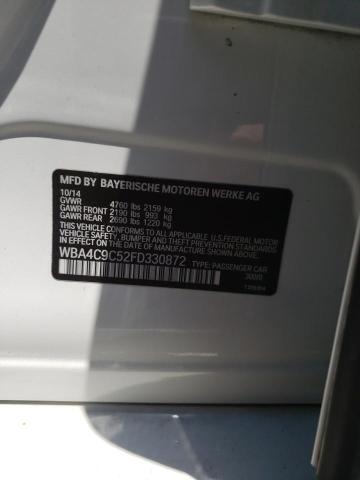 MFD BY BAYERISCHE MOTOREN WERKE AG
10/14
GVWR 4760 lbs 2159 kg
GAWR FRONT 2190 lbs 993 kg
GAWR REAR 2690 lbs 1220 kg
THIS VEHICLE CONFORMS TO ALL APPLICABLE U.S. FEDERAL MOTOR
VEHICLE SAFETY, BUMPER, AND THEFT PREVENTION STANDARDS
IN EFFECT ON THE DATE OF MANUFACTURE SHOWN ABOVE.
WBA4C9C52FD330872 TYPE: PASSENGER CAR
300/0